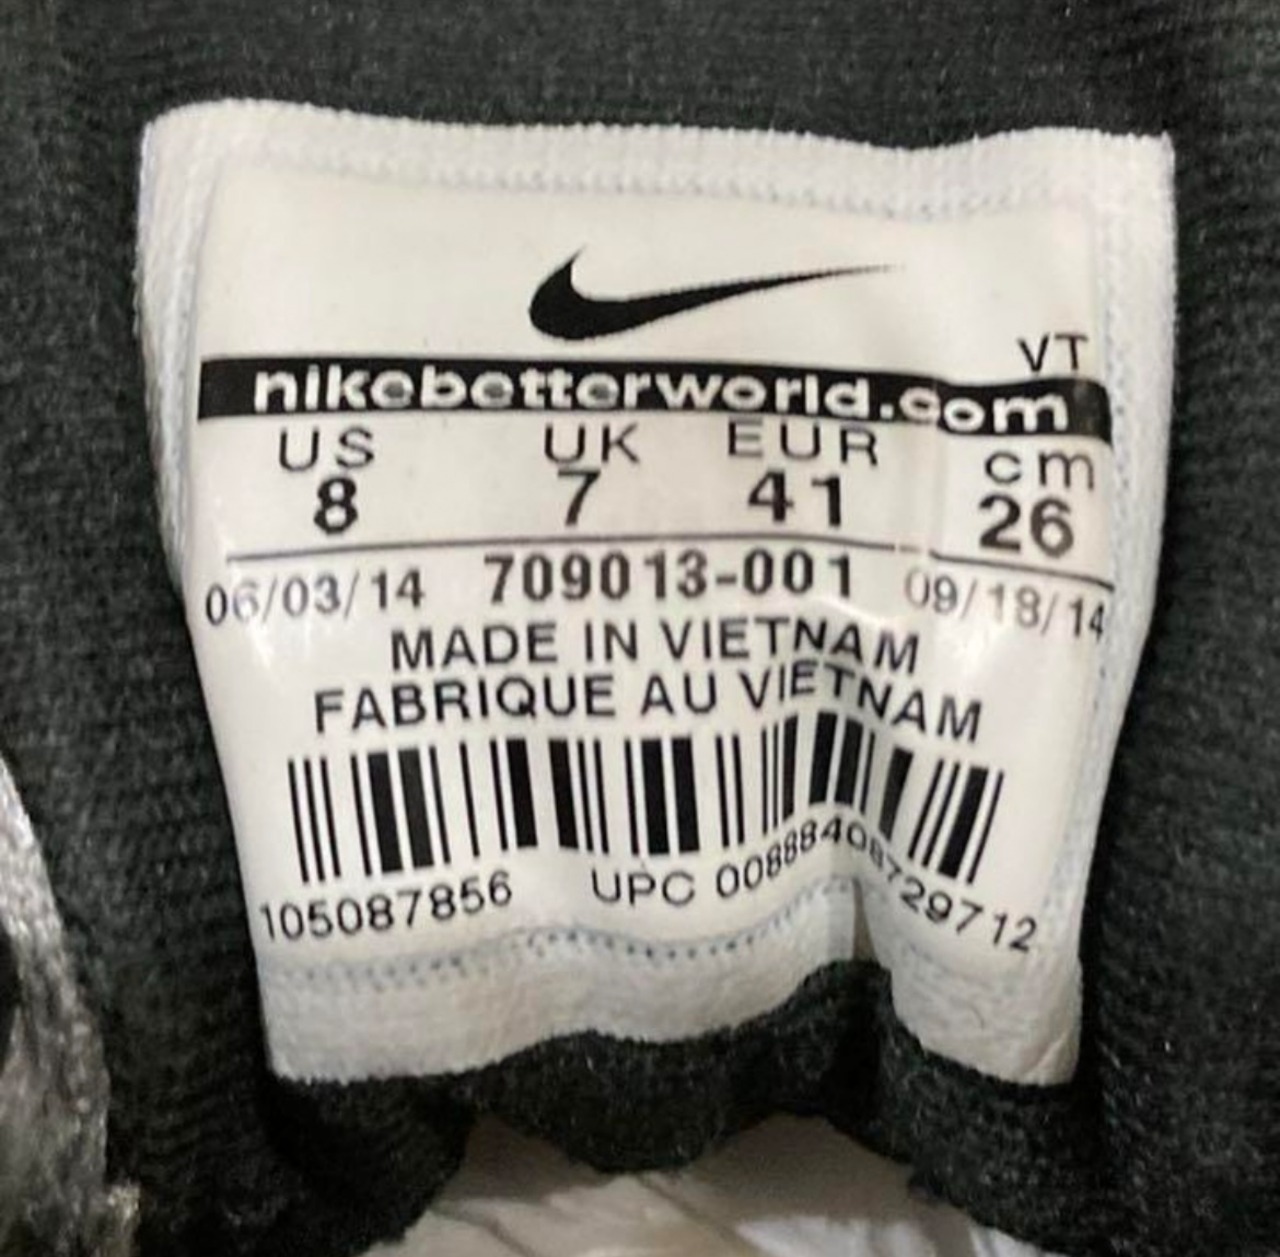 VT
nikebetterworld.com
US UK EUR cm
8 7 41 26
06/03/14 709013-001 09/18/14
MADE IN VIETNAM
FABRIQUE AU VIETNAM
105087856 UPC 00888408729712